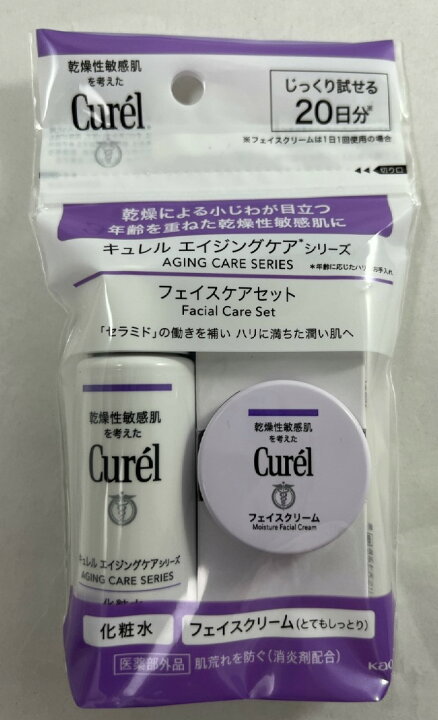 乾燥性敏感肌
を考えた
Curél
じっくり試せる
20日分※
※フェイスクリームは1日1回使用の場合
切り口
乾燥による小じわが目立つ
年齢を重ねた乾燥性敏感肌に
キュレル エイジングケア*シリーズ
AGING CARE SERIES
*年齢に応じたハリ お手入れ
フェイスケアセット
Facial Care Set
「セラミド」の働きを補い ハリに満ちた潤い肌へ
乾燥性敏感肌
を考えた
Curél
キュレル エイジングケアシリーズ
AGING CARE SERIES
化粧水
乾燥性敏感肌
を考えた
Curél
フェイスクリーム
Moisture Facial Cream
化粧水
フェイスクリーム(とてもしっとり)
医薬部外品
肌荒れを防ぐ(消炎剤配合)